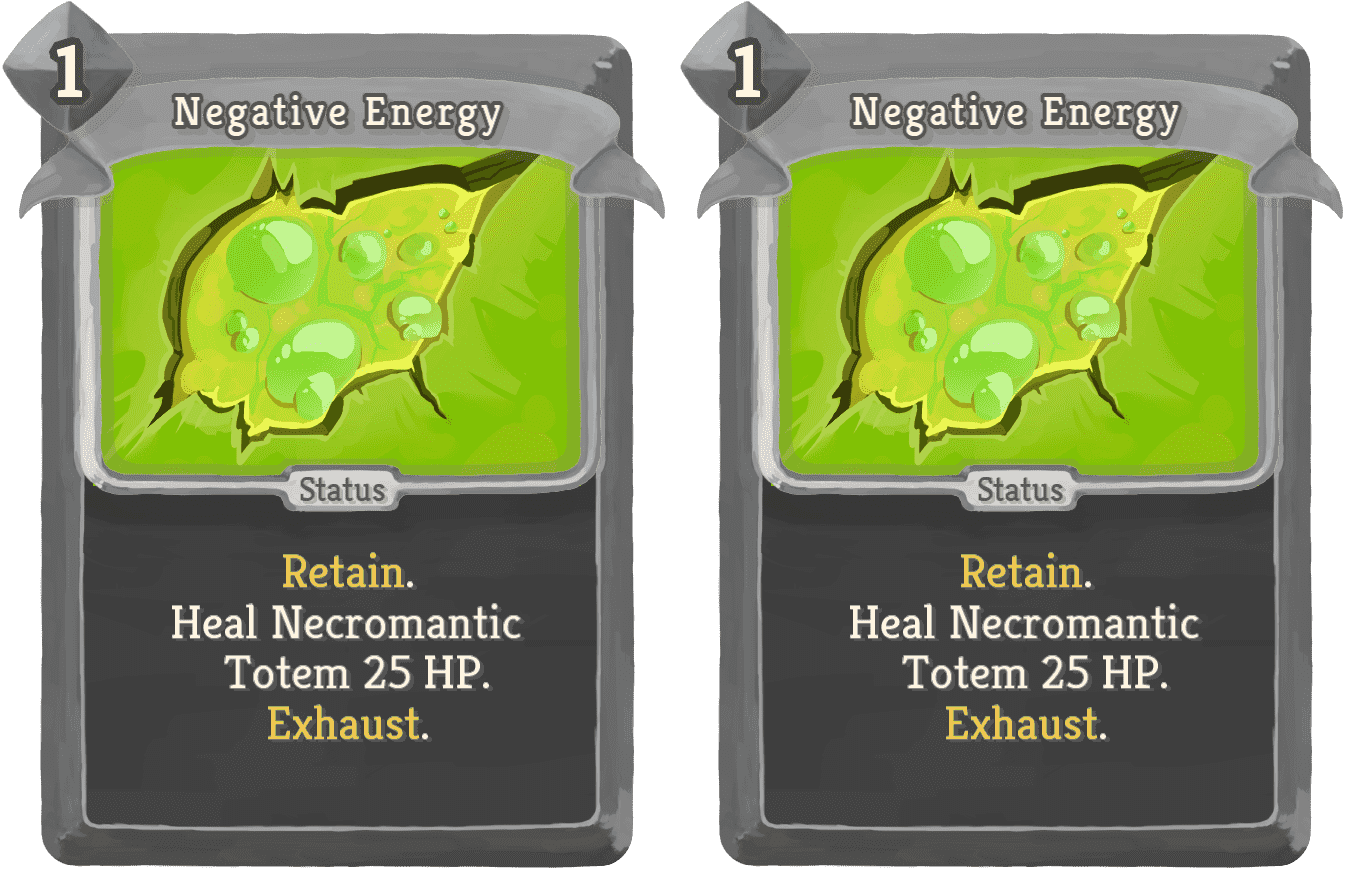 1
Negative Energy
Status
Retain.
Heal Necromantic
Totem 25 HP.
Exhaust.
1
Negative Energy
Status
Retain.
Heal Necromantic
Totem 25 HP.
Exhaust.